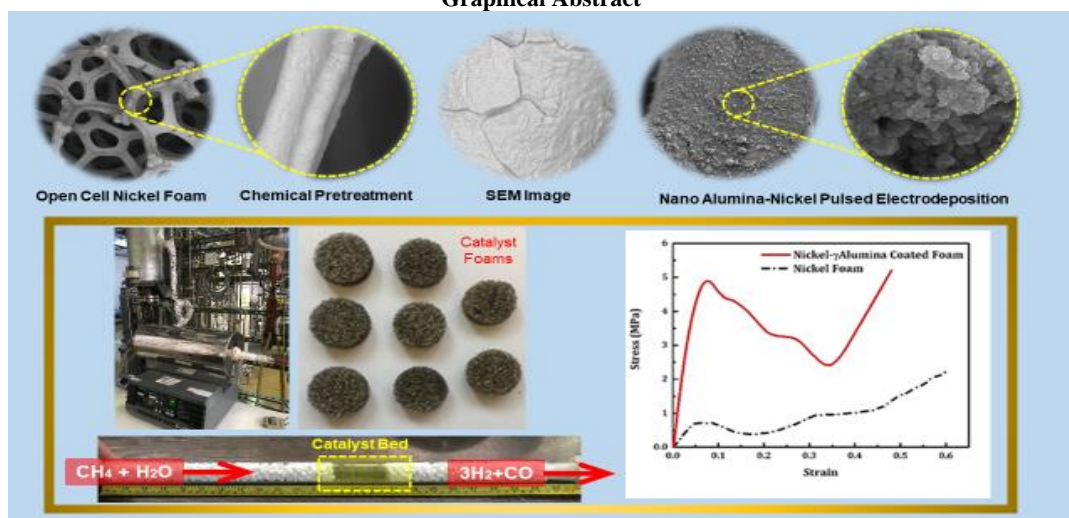 Graphical Abstract
Open Cell Nickel Foam
Chemical Pretreatment
SEM Image
Nano Alumina-Nickel Pulsed Electrodeposition
Catalyst
Foams
Catalyst Bed
CH4 + H2O
3H2+CO
Nickel-γAlumina Coated Foam
Nickel Foam
Stress (MPa)
6
5
4
3
2
1
0.0
0.0
0.1
0.2
0.3
0.4
0.5
0.6
Strain